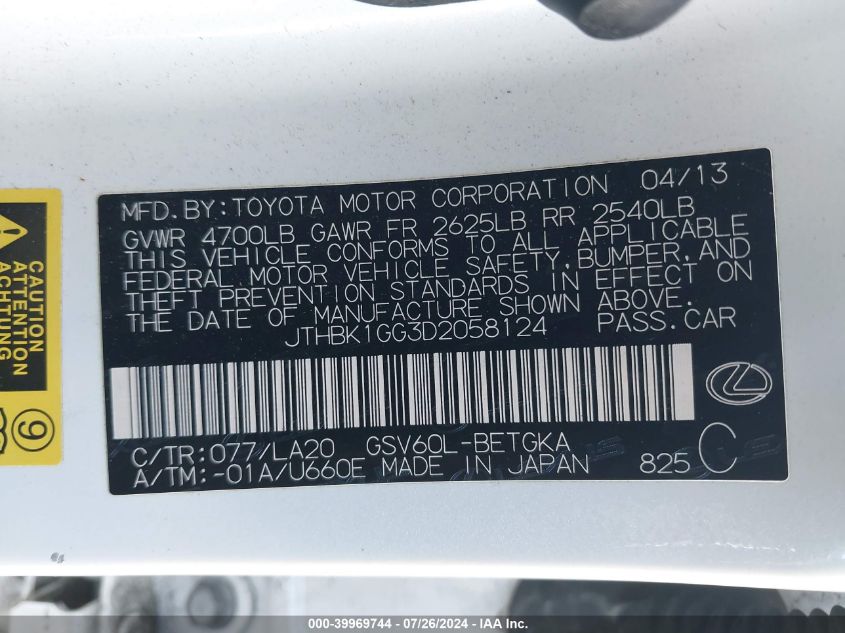 MFD. BY: TOYOTA MOTOR CORPORATION 04/13
GVWR 4700LB GAWR FR 2625LB RR 2540LB
THIS VEHICLE CONFORMS TO ALL APPLICABLE
FEDERAL MOTOR VEHICLE SAFETY, BUMPER, AND
THEFT PREVENTION STANDARDS IN EFFECT ON
THE DATE OF MANUFACTURE SHOWN ABOVE.
JTHBK1GG3D2058124 PASS. CAR
C/TR: 077/LA20 GSV60L-BETGKA
A/TM: -01A/U660E MADE IN JAPAN 825 C
CAUTION
ATTENTION
ACHTUNG
9
000-39969744 - 07/26/2024 - IAA Inc.